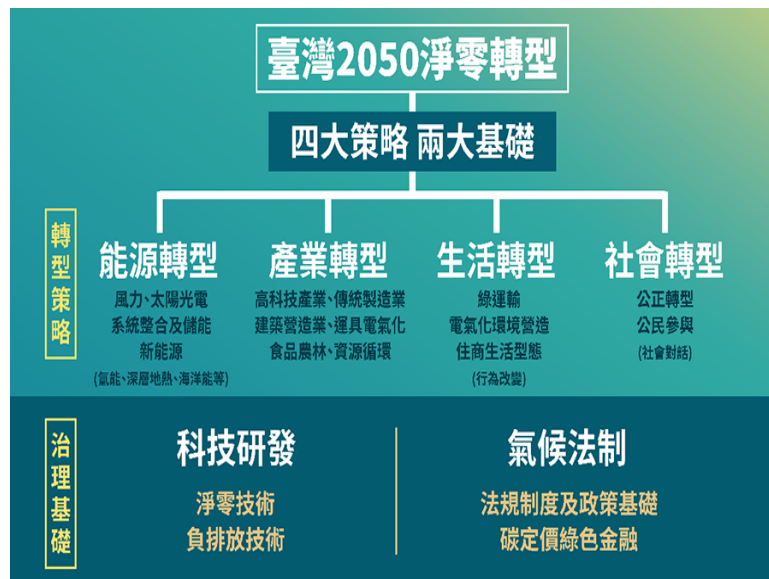 臺灣2050淨零轉型
四大策略 兩大基礎
轉型策略
能源轉型
風力、太陽光電
系統整合及儲能
新能源
(氫能、深層地熱、海洋能等)
產業轉型
高科技產業、傳統製造業
建築營造業、運具電氣化
食品農林、資源循環
生活轉型
綠運輸
電氣化環境營造
住商生活型態
(行為改變)
社會轉型
公正轉型
公民參與
(社會對話)
治理基礎
科技研發
淨零技術
負排放技術
氣候法制
法規制度及政策基礎
碳定價綠色金融